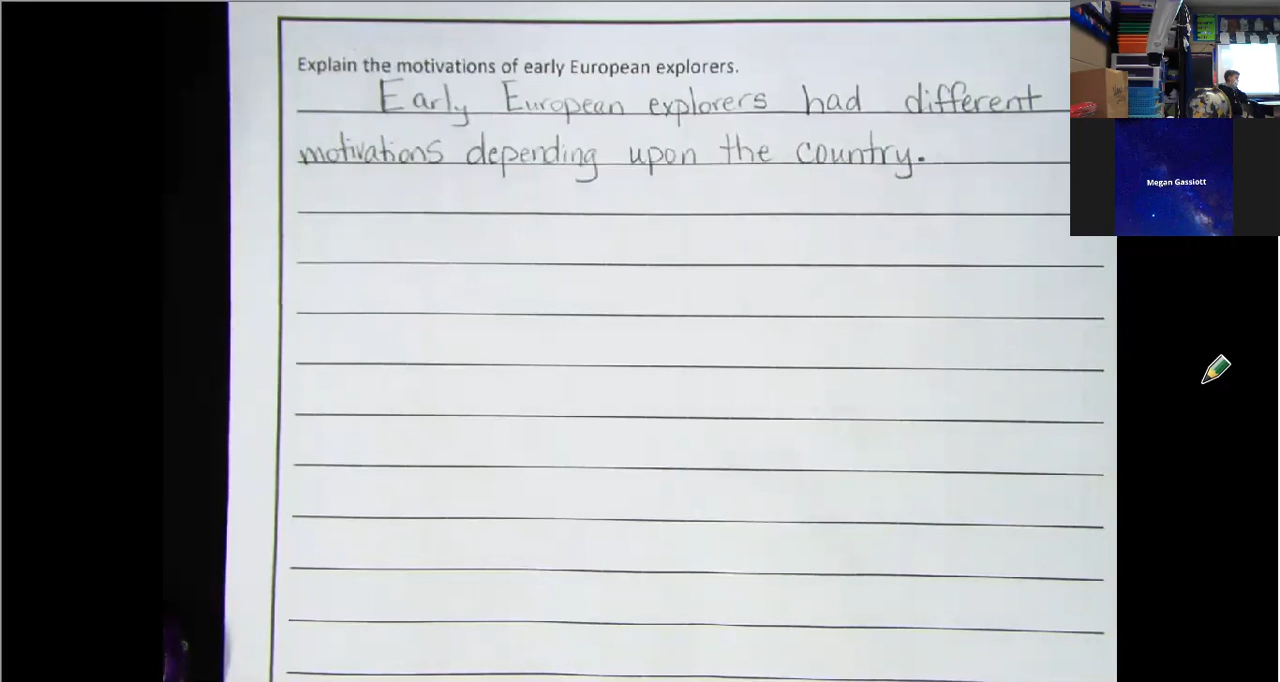 Explain the motivations of early European explorers.
Early European explorers had different
motivations depending upon the country.
Megan Gassiott